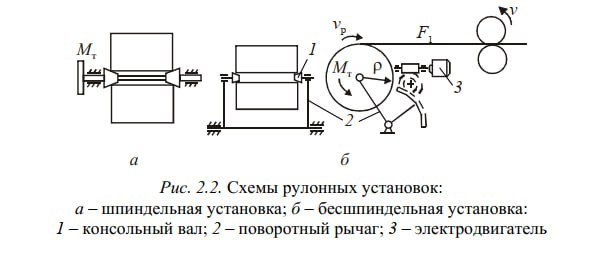 Mт
1
2
vр
F1
v
Mт
ρ
3
а
б
Рис. 2.2. Схемы рулонных установок:
а – шпиндельная установка; б – бесшпиндельная установка:
1 – консольный вал; 2 – поворотный рычаг; 3 – электродвигатель